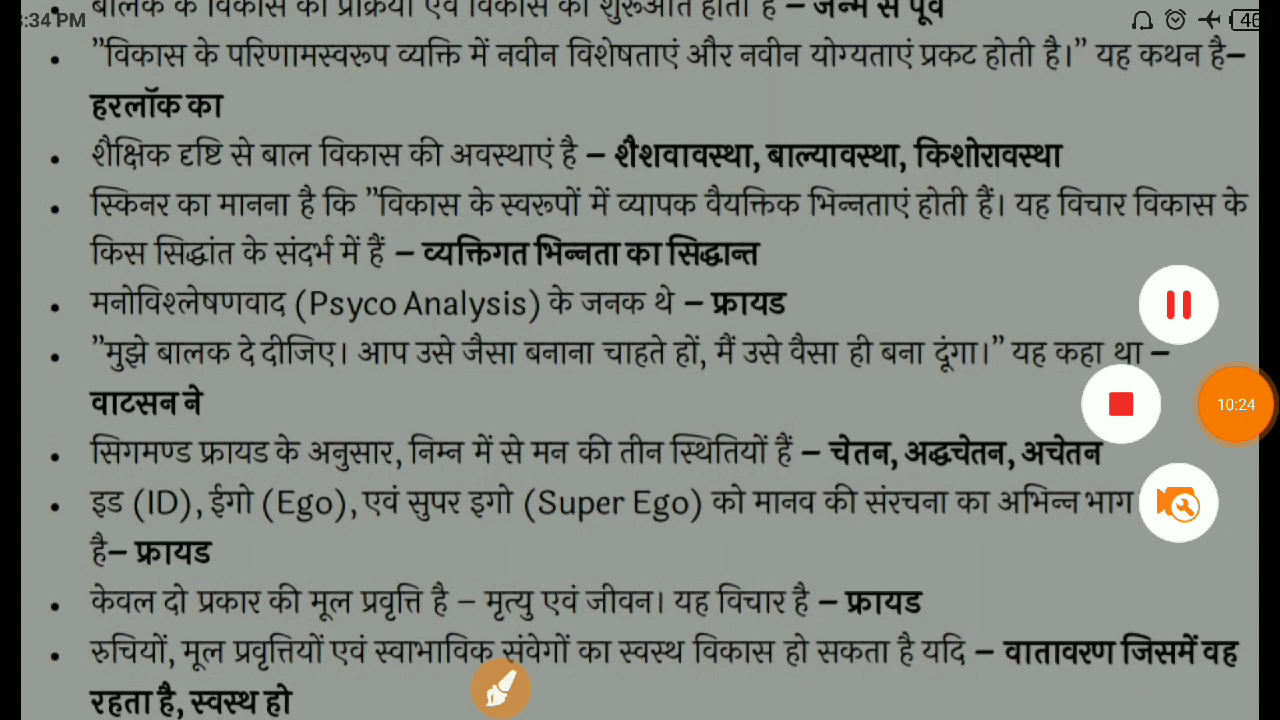 :34 PM
46
बालक के विकास की प्रक्रिया एवं विकास की शुरूआत होती है – जन्म से पूर्व
• ”विकास के परिणामस्वरूप व्यक्ति में नवीन विशेषताएं और नवीन योग्यताएं प्रकट होती है।” यह कथन है–
हरलॉक का
• शैक्षिक दृष्टि से बाल विकास की अवस्थाएं है – शैशवावस्था, बाल्यावस्था, किशोरावस्था
• स्किनर का मानना है कि ”विकास के स्वरूपों में व्यापक वैयक्तिक भिन्नताएं होती हैं। यह विचार विकास के
किस सिद्धांत के संदर्भ में हैं – व्यक्तिगत भिन्नता का सिद्धान्त
• मनोविश्लेषणवाद (Psyco Analysis) के जनक थे – फ्रायड
• ”मुझे बालक दे दीजिए। आप उसे जैसा बनाना चाहते हों, मैं उसे वैसा ही बना दूंगा।” यह कहा था –
वाटसन ने
10:24
• सिगमण्ड फ्रायड के अनुसार, निम्न में से मन की तीन स्थितियों हैं – चेतन, अद्धचेतन, अचेतन
• इड (ID), ईगो (Ego), एवं सुपर इगो (Super Ego) को मानव की संरचना का अभिन्न भाग
है– फ्रायड
• केवल दो प्रकार की मूल प्रवृत्ति है – मृत्यु एवं जीवन। यह विचार है – फ्रायड
• रुचियों, मूल प्रवृत्तियों एवं स्वाभाविक संवेगों का स्वस्थ विकास हो सकता है यदि – वातावरण जिसमें वह
रहता है, स्वस्थ हो